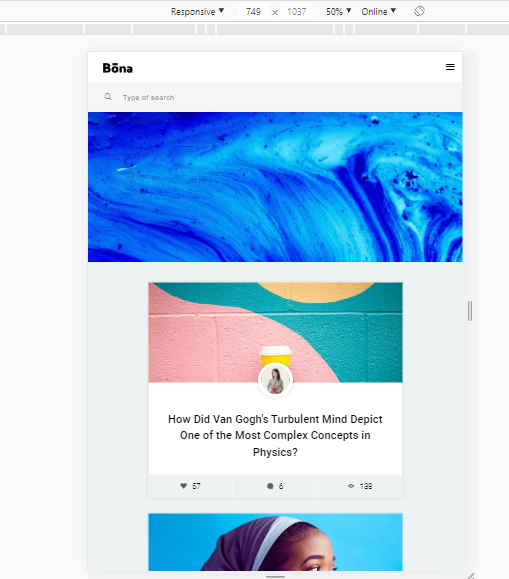 Responsive ▼ 749 × 1037 50% ▼ Online ▼
Bōna
Type of search
How Did Van Gogh's Turbulent Mind Depict
One of the Most Complex Concepts in
Physics?
57 6 139